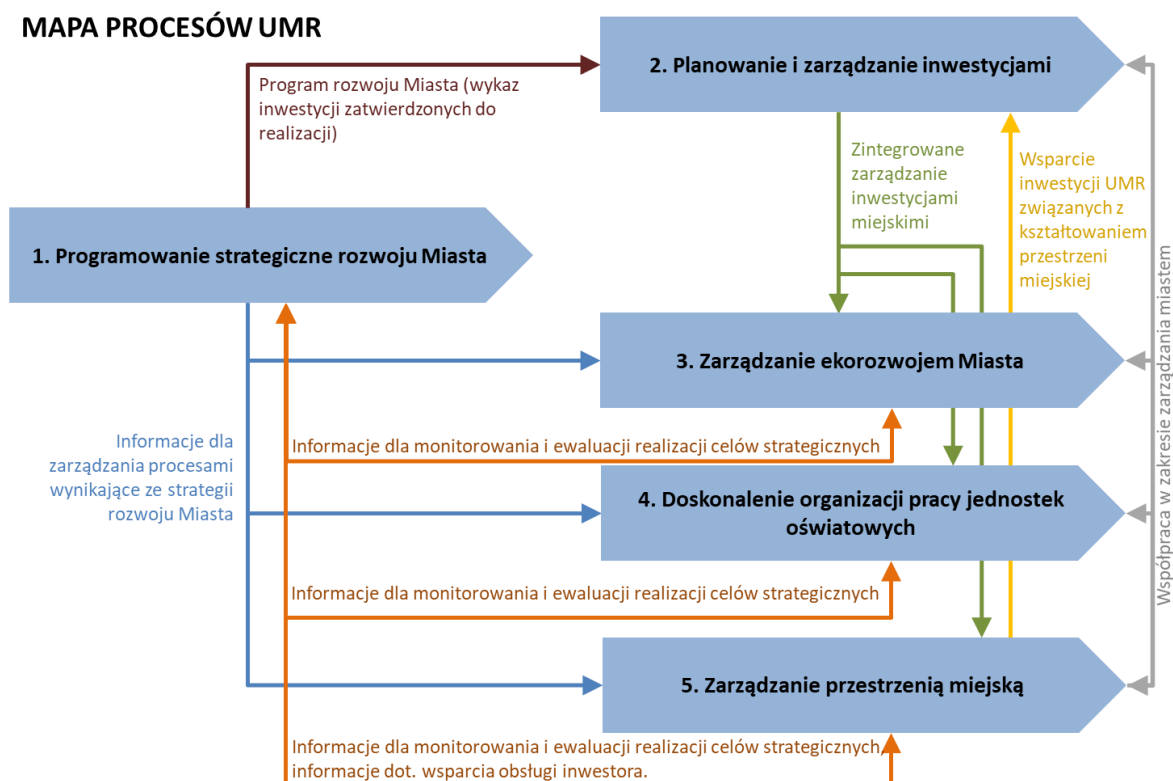 MAPA PROCESÓW UMR
2. Planowanie i zarządzanie inwestycjami
Program rozwoju Miasta (wykaz
inwestycji zatwierdzonych do
realizacji)
Zintegrowane
zarządzanie
inwestycjami
miejskimi
Wsparcie
inwestycji UMR
związanych z
kształtowaniem
przestrzeni
miejskiej
1. Programowanie strategiczne rozwoju Miasta
3. Zarządzanie ekorozwojem Miasta
Współpraca w zakresie zarządzania miastem
Informacje dla
zarządzania procesami
wynikające ze strategii
rozwoju Miasta
Informacje dla monitorowania i ewaluacji realizacji celów strategicznych
4. Doskonalenie organizacji pracy jednostek
oświatowych
Informacje dla monitorowania i ewaluacji realizacji celów strategicznych
5. Zarządzanie przestrzenią miejską
Informacje dla monitorowania i ewaluacji realizacji celów strategicznych,
informacje dot. wsparcia obsługi inwestora.